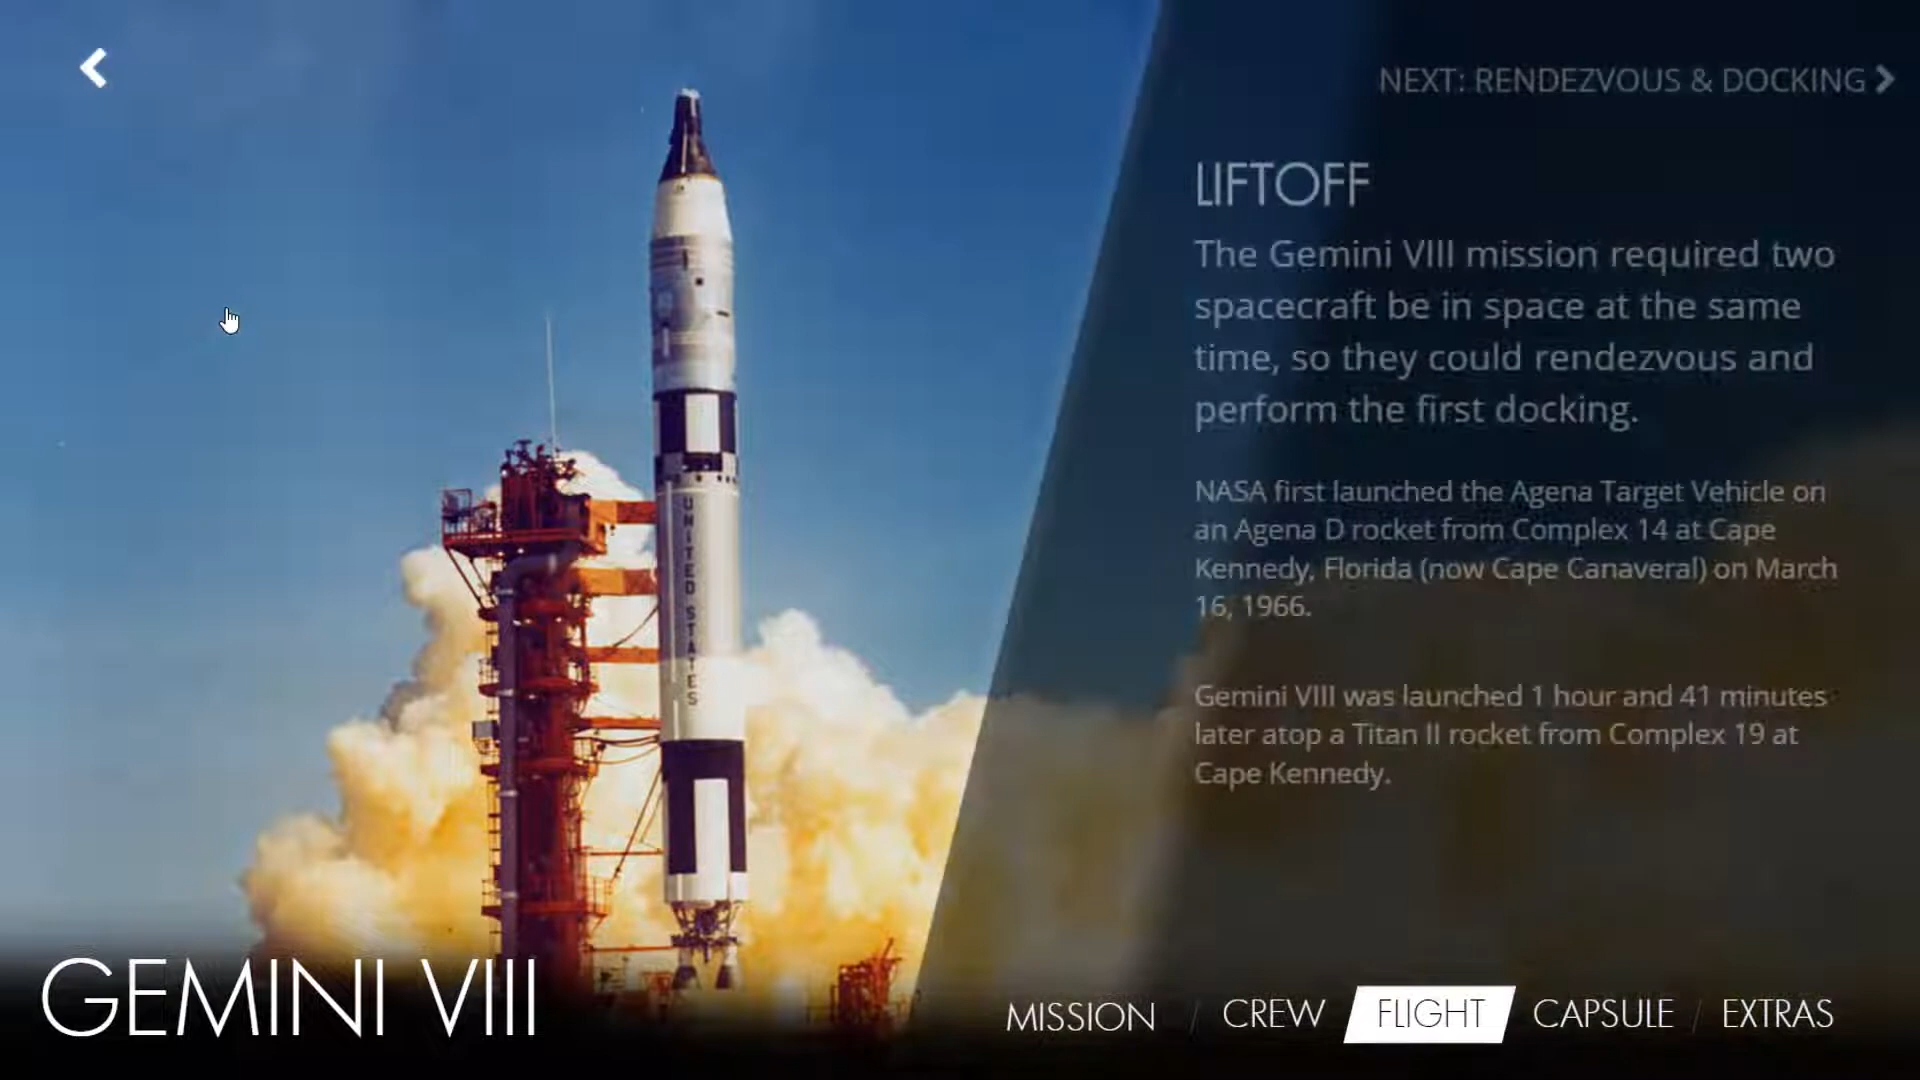 NEXT: RENDEZVOUS & DOCKING
LIFTOFF
The Gemini VIII mission required two
spacecraft be in space at the same
time, so they could rendezvous and
perform the first docking.
NASA first launched the Agena Target Vehicle on
an Agena D rocket from Complex 14 at Cape
Kennedy, Florida (now Cape Canaveral) on March
16, 1966.
Gemini VIII was launched 1 hour and 41 minutes
later atop a Titan II rocket from Complex 19 at
Cape Kennedy.
UNITED STATES
GEMINI VIII
MISSION / CREW FLIGHT CAPSULE / EXTRAS